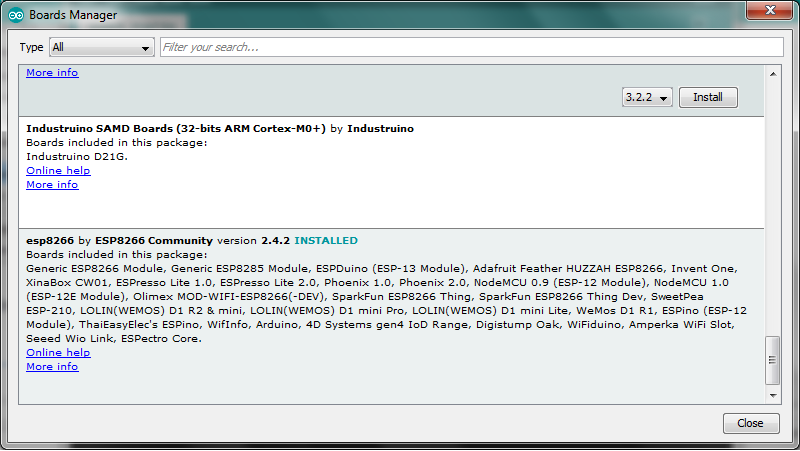 Boards Manager
Type All Filter your search...
More info
3.2.2 Install
Industruino SAMD Boards (32-bits ARM Cortex-M0+) by Industruino
Boards included in this package:
Industruino D21G.
Online help
More info
esp8266 by ESP8266 Community version 2.4.2 INSTALLED
Boards included in this package:
Generic ESP8266 Module, Generic ESP8285 Module, ESPDuino (ESP-13 Module), Adafruit Feather HUZZAH ESP8266, Invent One,
XinaBox CW01, ESPresso Lite 1.0, ESPresso Lite 2.0, Phoenix 1.0, Phoenix 2.0, NodeMCU 0.9 (ESP-12 Module), NodeMCU 1.0
(ESP-12E Module), Olimex MOD-WIFI-ESP8266(-DEV), SparkFun ESP8266 Thing, SparkFun ESP8266 Thing Dev, SweetPea
ESP-210, LOLIN(WEMOS) D1 R2 & mini, LOLIN(WEMOS) D1 mini Pro, LOLIN(WEMOS) D1 mini Lite, WeMos D1 R1, ESPino (ESP-12
Module), ThaiEasyElec's ESPino, WifInfo, Arduino, 4D Systems gen4 IoD Range, Digistump Oak, WiFiduino, Amperka WiFi Slot,
Seeed Wio Link, ESPectro Core.
Online help
More info
Close